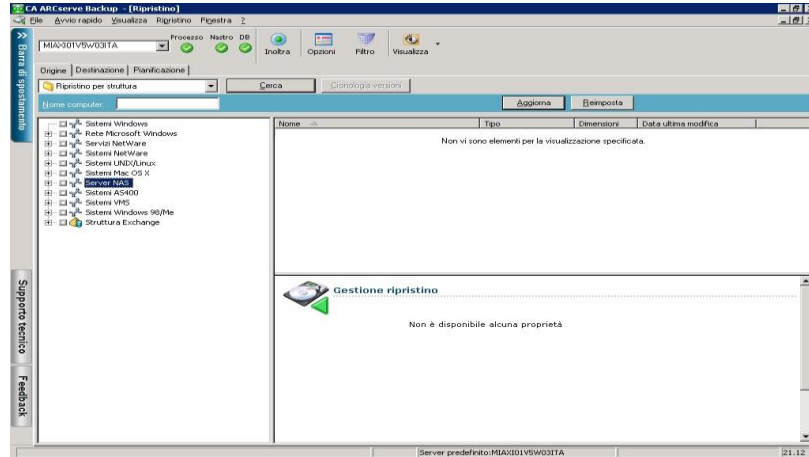 CA ARCserve Backup - [Ripristino]
File Avvio rapido Visualizza Ripristino Finestra ?
MIAXI01V5W03ITA
Processo Nastro DB
Inoltra Opzioni Filtro Visualizza
Origine Destinazione Pianificazione
Ripristino per struttura Cerca Cronologia versioni
Nome computer: Aggiorna Reimposta
Nome Tipo Dimensioni Data ultima modifica
Non vi sono elementi per la visualizzazione specificata.
Sistemi Windows
Rete Microsoft Windows
Servizi NetWare
Sistemi NetWare
Sistemi UNIX/Linux
Sistemi Mac OS X
Server NAS
Sistemi AS400
Sistemi VMS
Sistemi Windows 98/Me
Struttura Exchange
Gestione ripristino
Non è disponibile alcuna proprietà
Barra di spostamento
Supporto tecnico
Feedback
Server predefinito:MIAXI01V5W03ITA
21.12